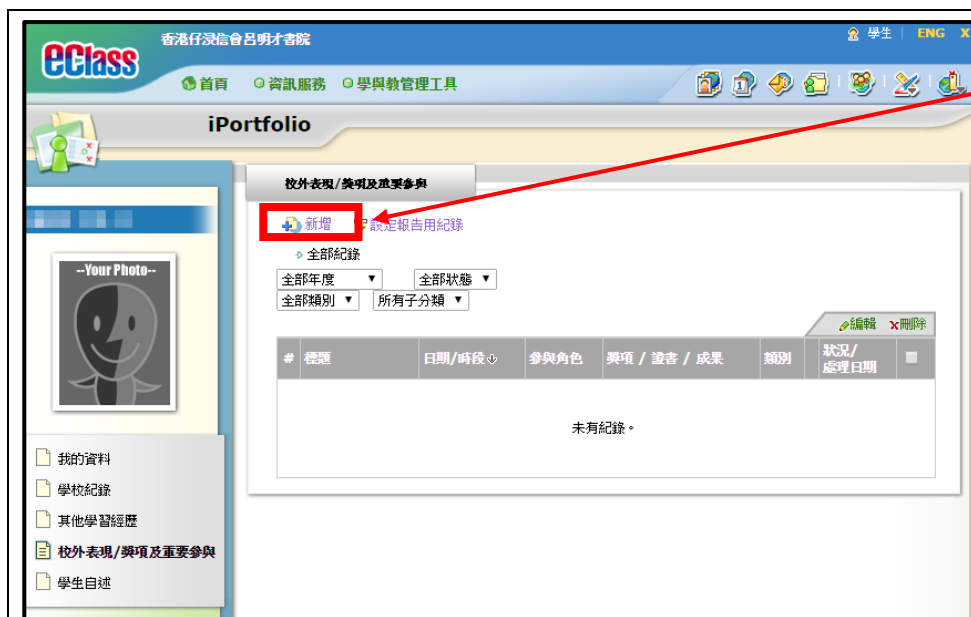 eClass
香港仔浸信會呂明才書院
學生 | ENG X
首頁 資訊服務 學與教管理工具
iPortfolio
校外表現/獎項及重要參與
新增 設定報告用紀錄
全部紀錄
全部年度 ▼ 全部狀態 ▼
全部類別 ▼ 所有子分類 ▼
編輯 x刪除
# 標題 日期/時段 參與角色 獎項 / 證書 / 成果 類別 狀況/
處理日期
未有紀錄。
--Your Photo--
我的資料
學校紀錄
其他學習經歷
校外表現/獎項及重要參與
學生自述